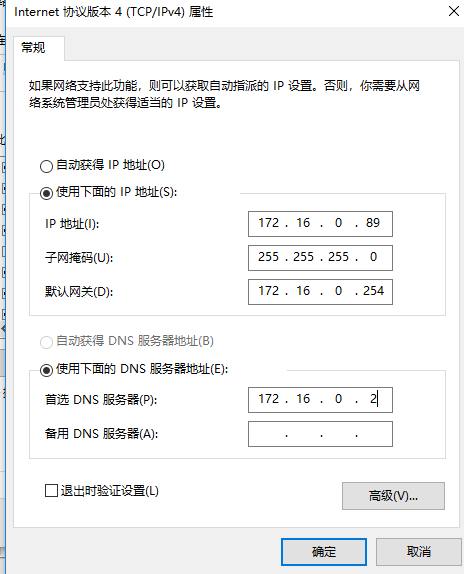 Internet 协议版本 4 (TCP/IPv4) 属性
常规
如果网络支持此功能，则可以获取自动指派的 IP 设置。否则，你需要从网
络系统管理员处获得适当的 IP 设置。
自动获得 IP 地址(O)
使用下面的 IP 地址(S):
IP 地址(I): 172 . 16 . 0 . 89
子网掩码(U): 255 . 255 . 255 . 0
默认网关(D): 172 . 16 . 0 . 254
自动获得 DNS 服务器地址(B)
使用下面的 DNS 服务器地址(E):
首选 DNS 服务器(P): 172 . 16 . 0 . 2
备用 DNS 服务器(A): . . .
退出时验证设置(L)
高级(V)...
确定 取消